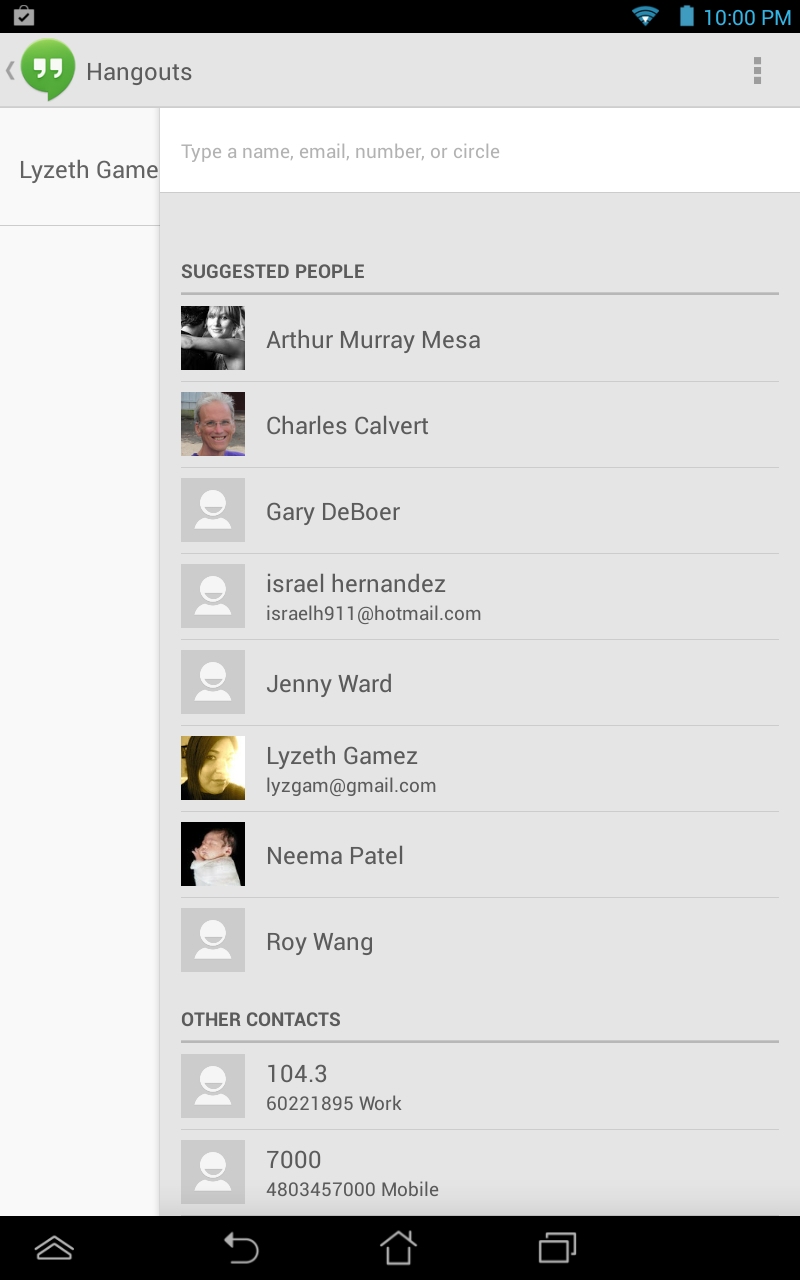 10:00 PM
Hangouts
Lyzeth Game
Type a name, email, number, or circle
SUGGESTED PEOPLE
Arthur Murray Mesa
Charles Calvert
Gary DeBoer
israel hernandez
israelh911@hotmail.com
Jenny Ward
Lyzeth Gamez
lyzgam@gmail.com
Neema Patel
Roy Wang
OTHER CONTACTS
104.3
60221895 Work
7000
4803457000 Mobile